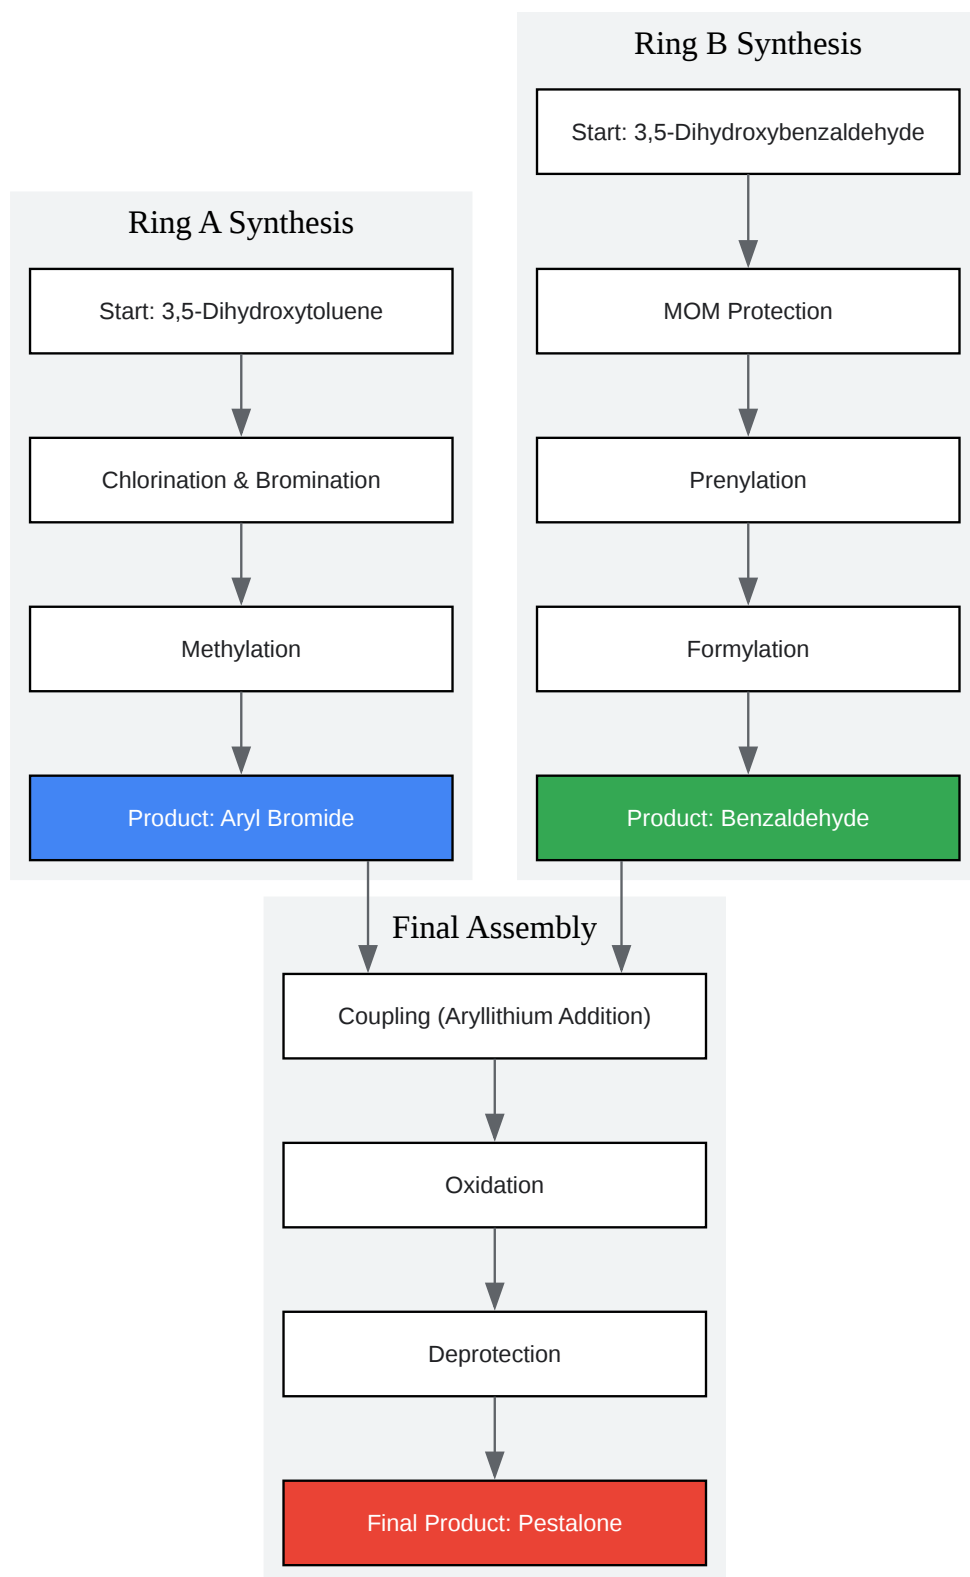 Ring A Synthesis
Start: 3,5-Dihydroxytoluene
Chlorination & Bromination
Methylation
Product: Aryl Bromide
Ring B Synthesis
Start: 3,5-Dihydroxybenzaldehyde
MOM Protection
Prenylation
Formylation
Product: Benzaldehyde
Final Assembly
Coupling (Aryllithium Addition)
Oxidation
Deprotection
Final Product: Pestalone